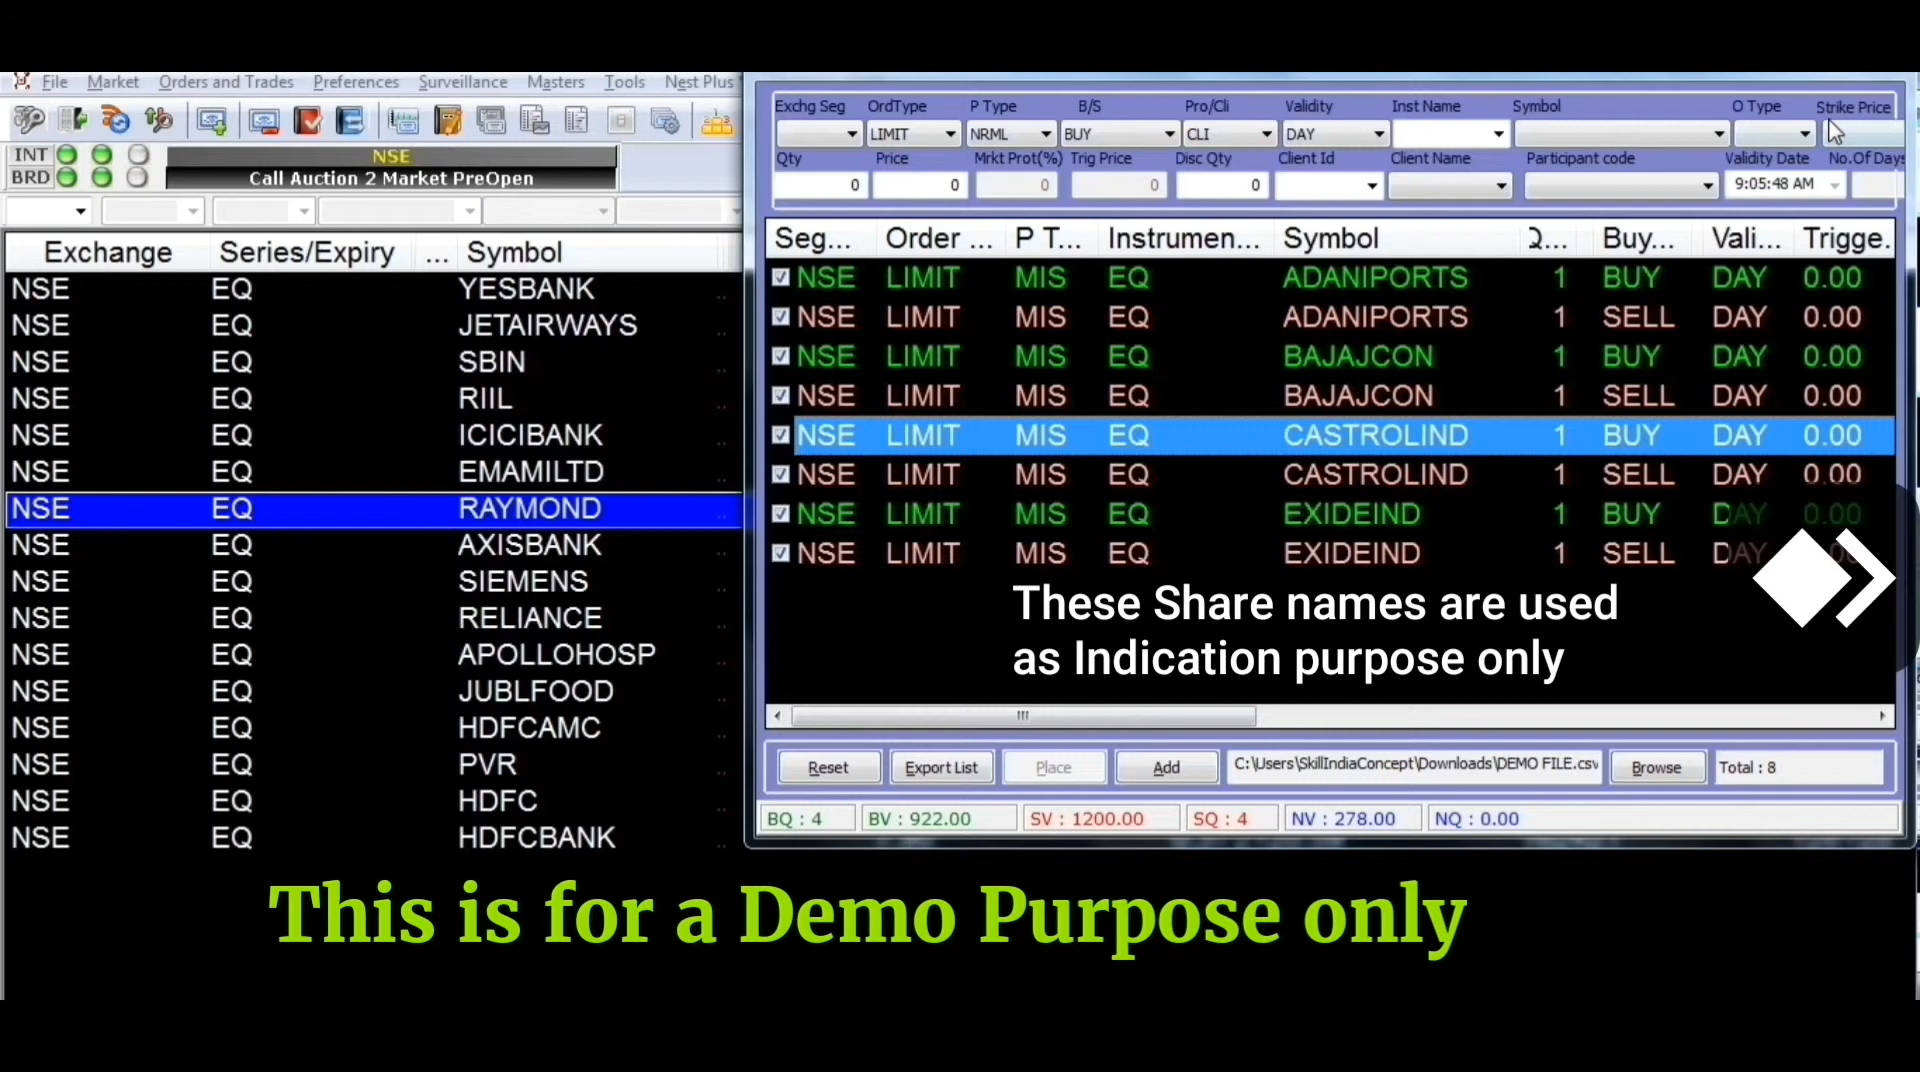 File Market Orders and Trades Preferences Surveillance Masters Tools Nest Plus
INT
BRD
NSE
Call Auction 2 Market PreOpen
Exchange Series/Expiry ... Symbol
NSE EQ YESBANK ..
NSE EQ JETAIRWAYS
NSE EQ SBIN ..
NSE EQ RIIL ..
NSE EQ ICICIBANK ..
NSE EQ EMAMILTD ..
NSE EQ RAYMOND ..
NSE EQ AXISBANK ..
NSE EQ SIEMENS ..
NSE EQ RELIANCE ..
NSE EQ APOLLOHOSP ..
NSE EQ JUBLFOOD ..
NSE EQ HDFCAMC ..
NSE EQ PVR ..
NSE EQ HDFC ..
NSE EQ HDFCBANK ..
Exchg Seg OrdType P Type B/S Pro/Cli Validity Inst Name Symbol O Type Strike Price
LIMIT NRML BUY CLI DAY
Qty Price Mrkt Prot(%) Trig Price Disc Qty Client Id Client Name Participant code Validity Date No.Of Days
0 0 0 0 0 9:05:48 AM
Seg... Order ... P T... Instrumen... Symbol Q... Buy... Vali... Trigge.
NSE LIMIT MIS EQ ADANIPORTS 1 BUY DAY 0.00
NSE LIMIT MIS EQ ADANIPORTS 1 SELL DAY 0.00
NSE LIMIT MIS EQ BAJAJCON 1 BUY DAY 0.00
NSE LIMIT MIS EQ BAJAJCON 1 SELL DAY 0.00
NSE LIMIT MIS EQ CASTROLIND 1 BUY DAY 0.00
NSE LIMIT MIS EQ CASTROLIND 1 SELL DAY 0.00
NSE LIMIT MIS EQ EXIDEIND 1 BUY DAY 0.00
NSE LIMIT MIS EQ EXIDEIND 1 SELL DAY
These Share names are used
as Indication purpose only
Reset Export List Place Add C:\Users\SkillIndiaConcept\Downloads\DEMO FILE.csv Browse Total : 8
BQ : 4 BV : 922.00 SV : 1200.00 SQ : 4 NV : 278.00 NQ : 0.00
This is for a Demo Purpose only